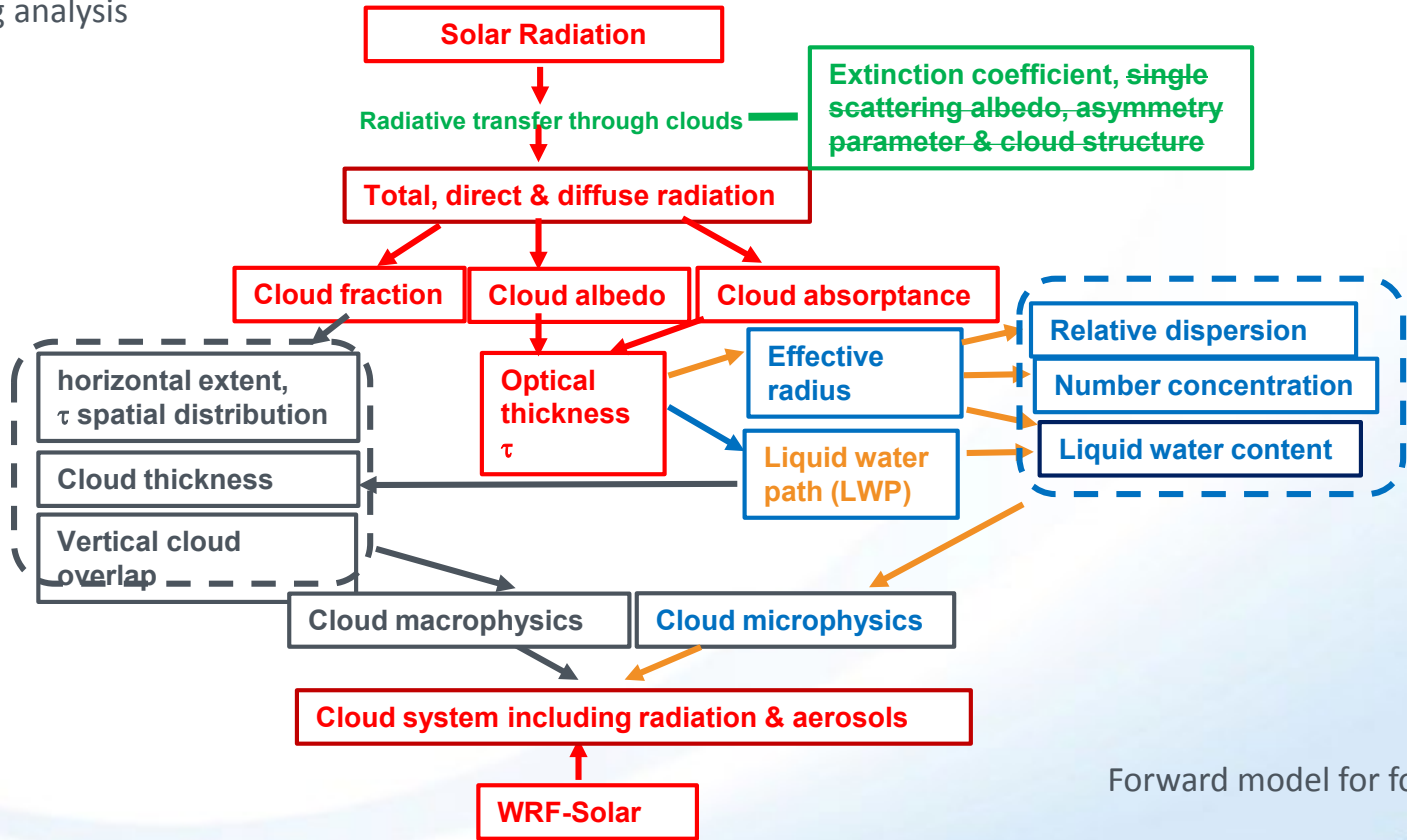 g analysis
Solar Radiation
Extinction coefficient, single
scattering albedo, asymmetry
parameter & cloud structure
Radiative transfer through clouds
Total, direct & diffuse radiation
Cloud fraction
Cloud albedo
Cloud absorptance
Relative dispersion
Effective
radius
Number concentration
horizontal extent,
τ spatial distribution
Optical
thickness
τ
Liquid water content
Liquid water
path (LWP)
Cloud thickness
Vertical cloud
overlap
Cloud macrophysics
Cloud microphysics
Cloud system including radiation & aerosols
Forward model for fo
WRF-Solar